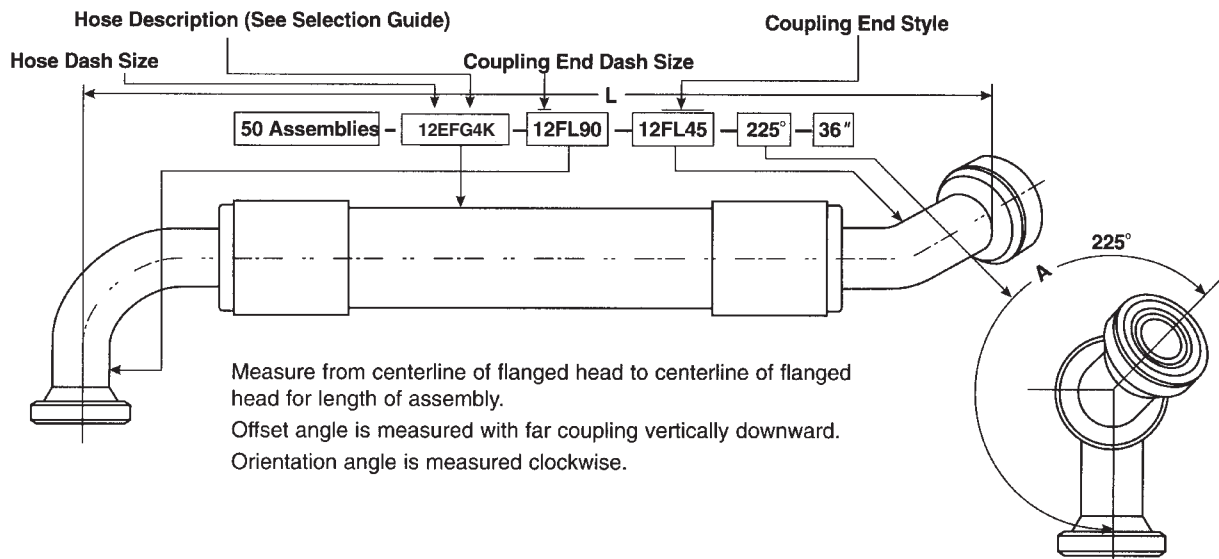 Hose Description (See Selection Guide)
Coupling End Style
Hose Dash Size
Coupling End Dash Size
L
50 Assemblies – 12EFG4K – 12FL90 – 12FL45 – 225° – 36"
225°
A
Measure from centerline of flanged head to centerline of flanged
head for length of assembly.
Offset angle is measured with far coupling vertically downward.
Orientation angle is measured clockwise.